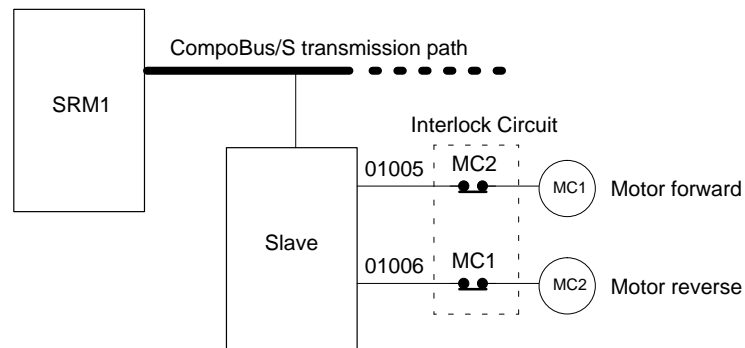 CompoBus/S transmission path
SRM1
Interlock Circuit
01005
MC2
MC1
Motor forward
Slave
01006
MC1
MC2
Motor reverse